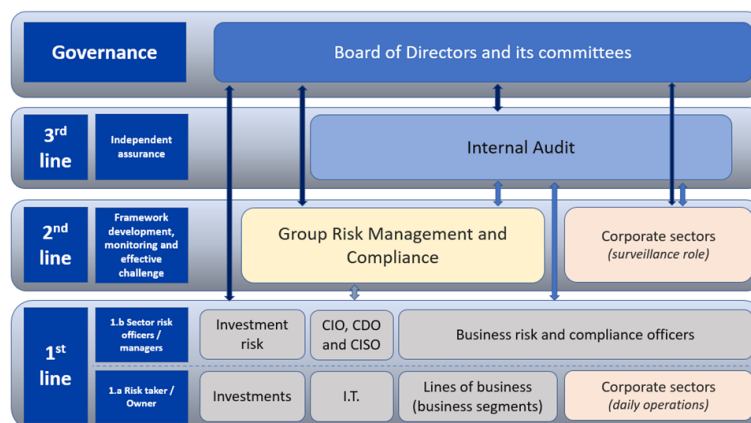 Governance
Board of Directors and its committees
3rd
line
Independent
assurance
Internal Audit
2nd
line
Framework
development,
monitoring and
effective
challenge
Group Risk Management and
Compliance
Corporate sectors
(surveillance role)
1st
line
1.b Sector risk
officers /
managers
Investment
risk
CIO, CDO
and CISO
Business risk and compliance officers
1.a Risk taker /
Owner
Investments
I.T.
Lines of business
(business segments)
Corporate sectors
(daily operations)